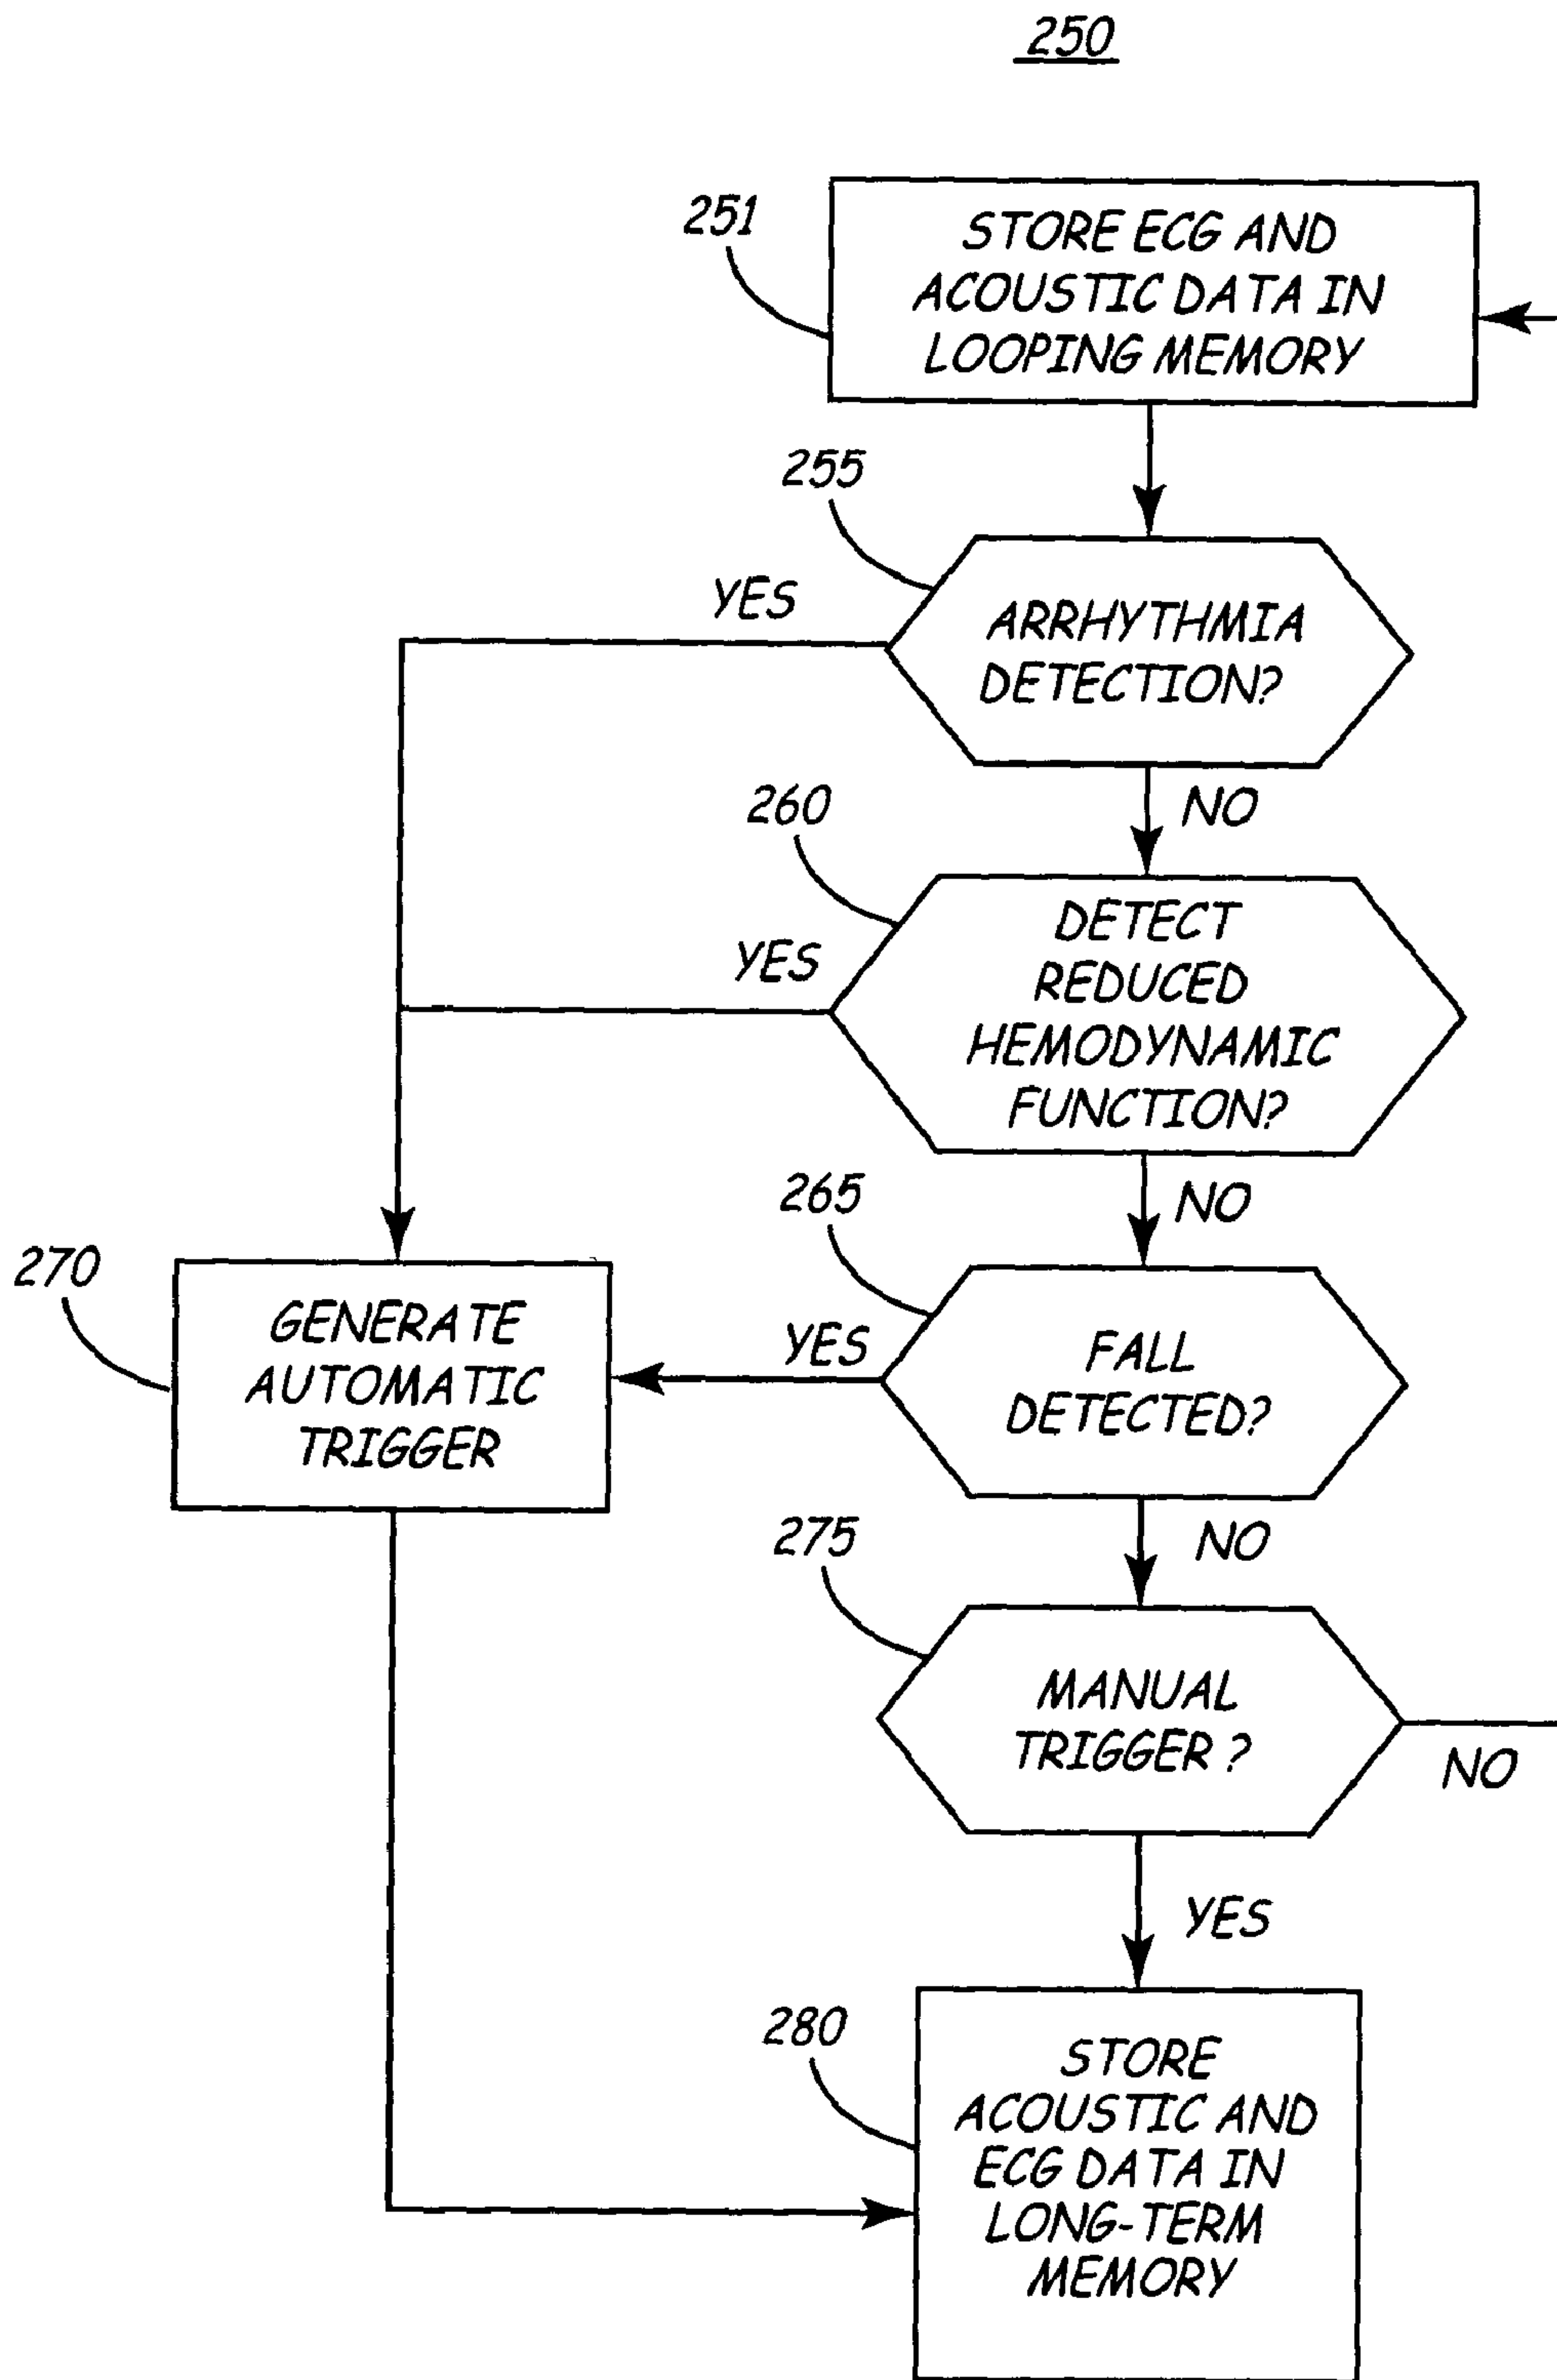 250
251
STORE ECG AND
ACOUSTIC DATA IN
LOOPING MEMORY
255
YES
ARRHYTHMIA
DETECTION?
NO
260
YES
DETECT
REDUCED
HEMODYNAMIC
FUNCTION?
NO
265
270
GENERATE
AUTOMATIC
TRIGGER
YES
FALL
DETECTED?
NO
275
MANUAL
TRIGGER ?
NO
YES
280
STORE
ACOUSTIC AND
ECG DATA IN
LONG-TERM
MEMORY